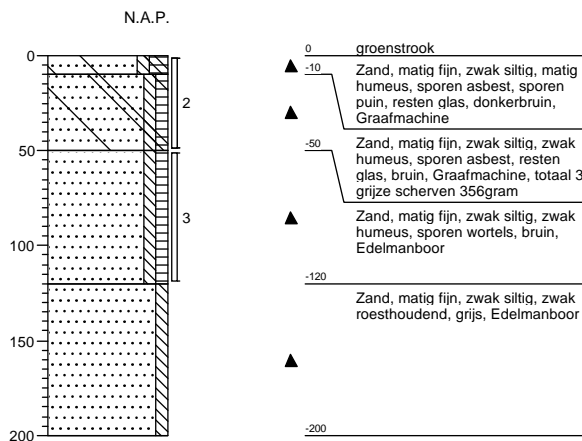 N.A.P.
0
50
100
150
200
2
3
0
groenstrook
-10
Zand, matig fijn, zwak siltig, matig
humeus, sporen asbest, sporen
puin, resten glas, donkerbruin,
Graafmachine
-50
Zand, matig fijn, zwak siltig, zwak
humeus, sporen asbest, resten
glas, bruin, Graafmachine, totaal 3
grijze scherven 356gram
Zand, matig fijn, zwak siltig, zwak
humeus, sporen wortels, bruin,
Edelmanboor
-120
Zand, matig fijn, zwak siltig, zwak
roesthoudend, grijs, Edelmanboor
-200